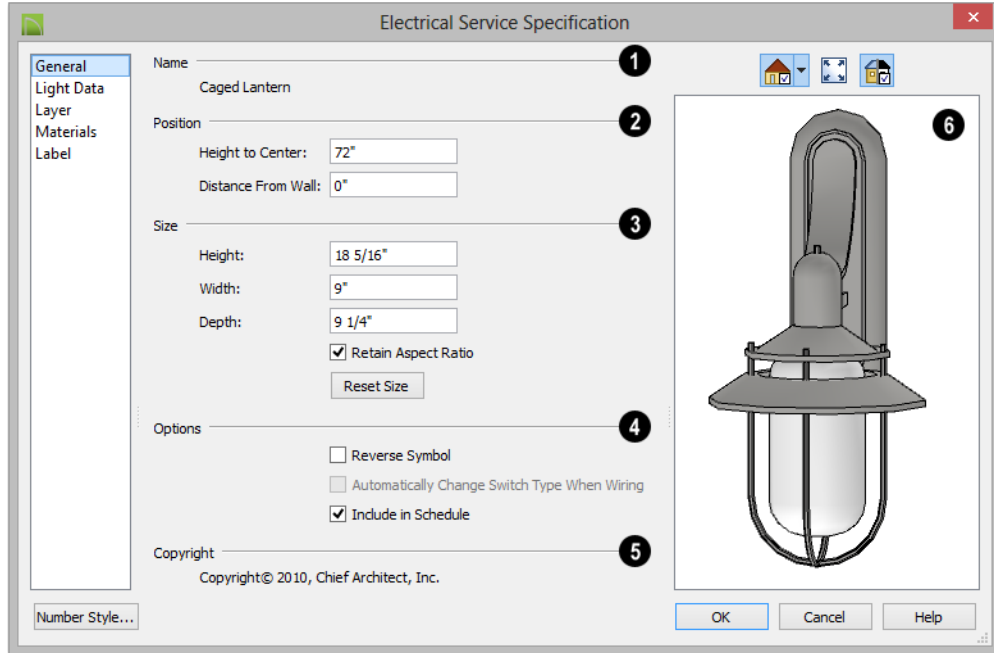 Electrical Service Specification
General
Light Data
Layer
Materials
Label
Name 1
Caged Lantern
Position 2
Height to Center: 72"
Distance From Wall: 0"
Size 3
Height: 18 5/16"
Width: 9"
Depth: 9 1/4"
Retain Aspect Ratio
Reset Size
Options 4
Reverse Symbol
Automatically Change Switch Type When Wiring
Include in Schedule
Copyright 5
Copyright© 2010, Chief Architect, Inc.
6
Number Style...
OK Cancel Help